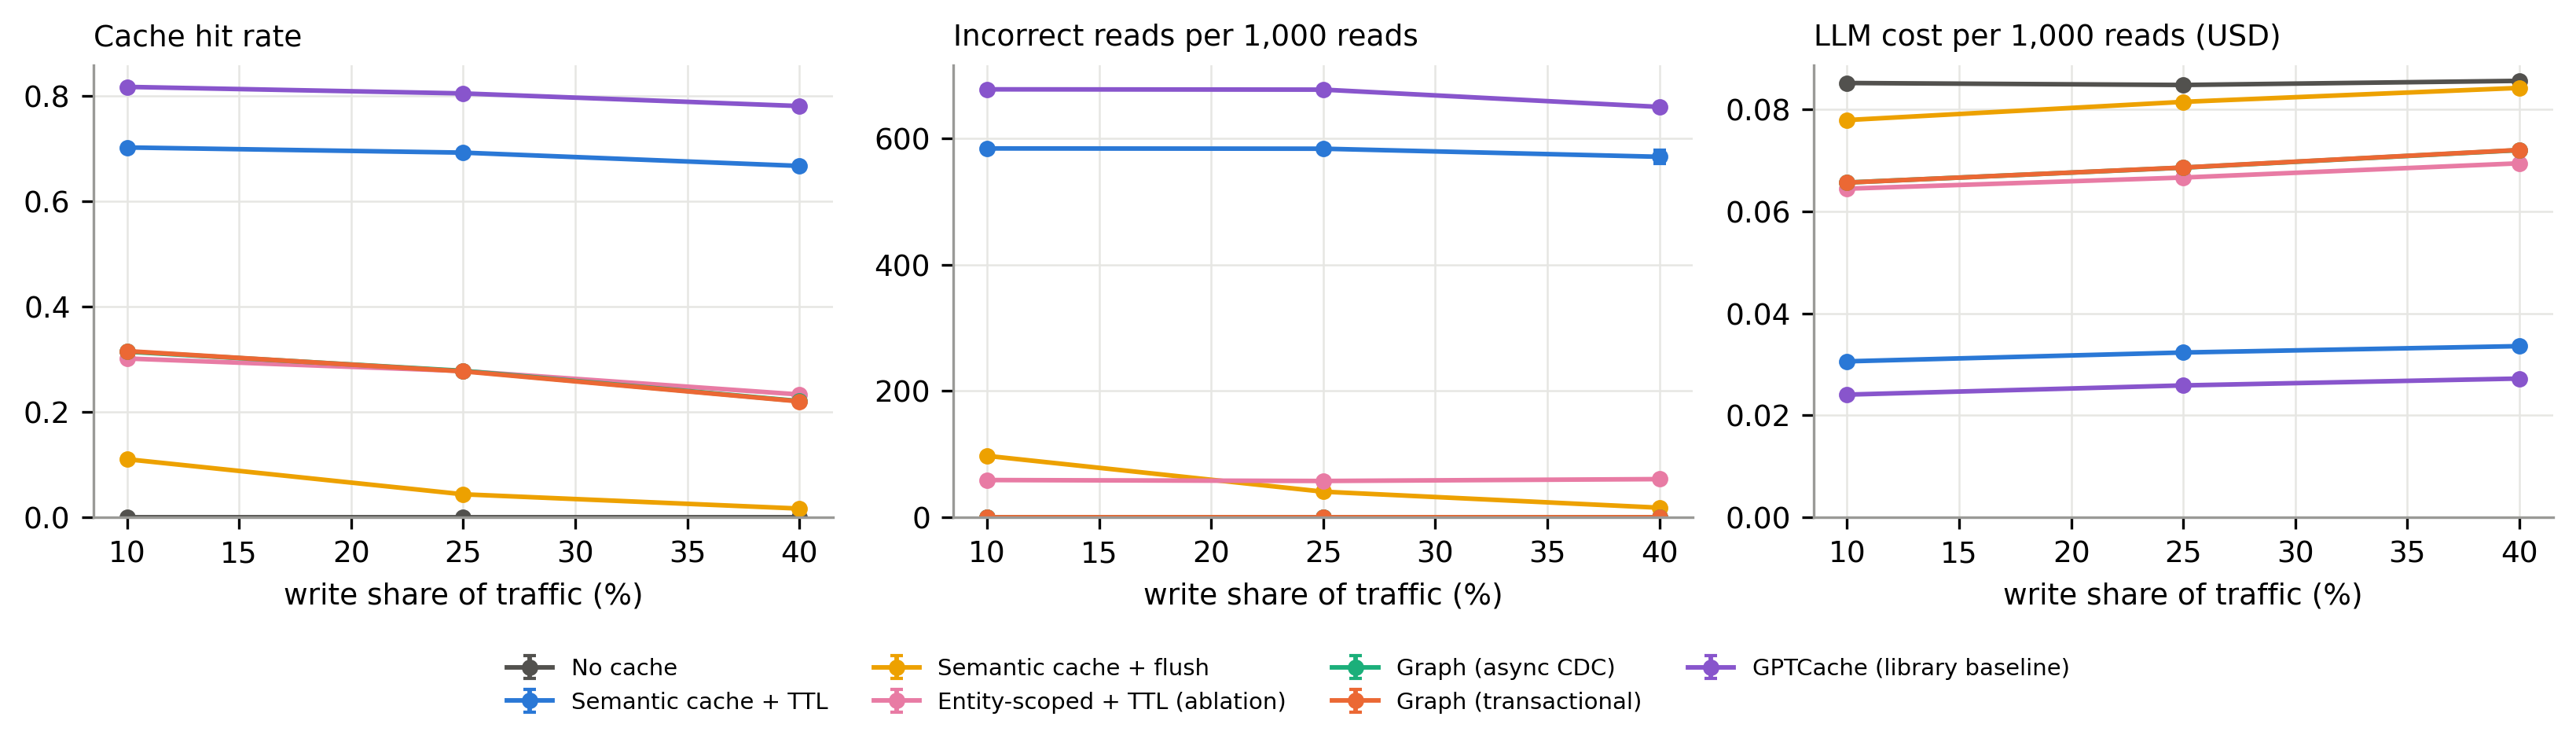 Cache hit rate
0.8
0.6
0.4
0.2
0.0
10 15 20 25 30 35 40
write share of traffic (%)
Incorrect reads per 1,000 reads
600
400
200
0
10 15 20 25 30 35 40
write share of traffic (%)
LLM cost per 1,000 reads (USD)
0.08
0.06
0.04
0.02
0.00
10 15 20 25 30 35 40
write share of traffic (%)
No cache
Semantic cache + TTL
Semantic cache + flush
Entity-scoped + TTL (ablation)
Graph (async CDC)
Graph (transactional)
GPTCache (library baseline)